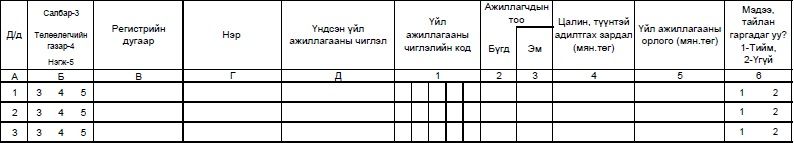 Д/д
Салбар-3
Төлөөлөгчийн
газар-4
Нэгж-5
Регистрийн
дугаар
Нэр
Үндсэн үйл
ажиллагааны чиглэл
Үйл
ажиллагааны
чиглэлийн код
Ажиллагчдын
тоо
Бүгд
Эм
Цалин, түүнтэй
адилтгах зардал
(мян.төг)
Үйл ажиллагааны
орлого (мян.төг)
Мэдээ,
тайлан
гаргадаг уу?
1-Тийм,
2-Үгүй
А Б В Г Д 1 2 3 4 5 6
1 3 4 5 1 2
2 3 4 5 1 2
3 3 4 5 1 2